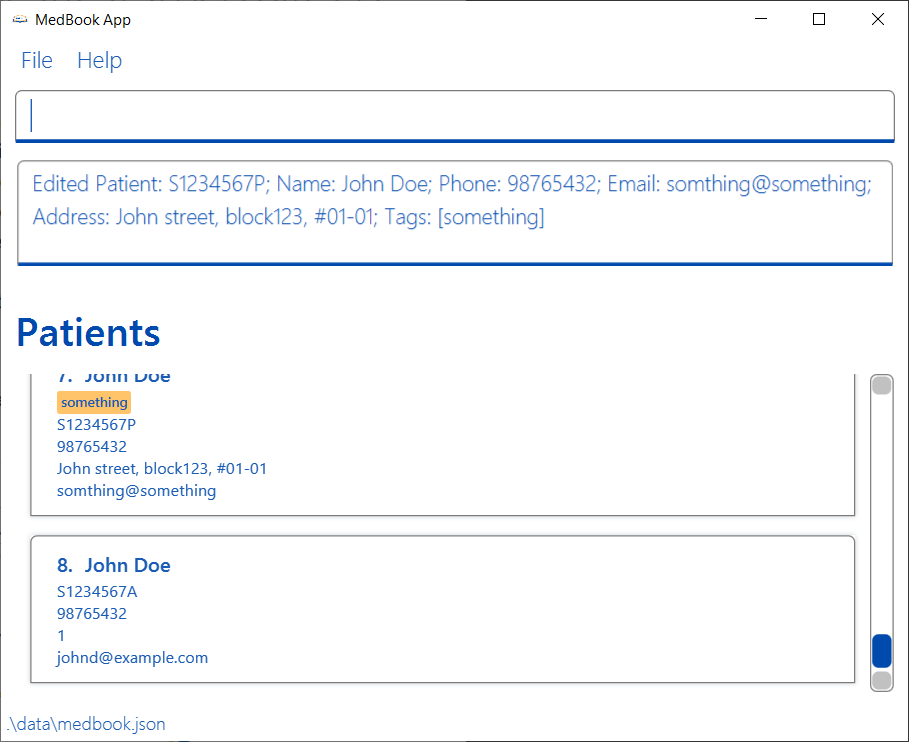 MedBook App
File Help
Edited Patient: S1234567P; Name: John Doe; Phone: 98765432; Email: somthing@something;
Address: John street, block123, #01-01; Tags: [something]
Patients
7. John Doe
something
S1234567P
98765432
John street, block123, #01-01
somthing@something
8. John Doe
S1234567A
98765432
1
johnd@example.com
.\data\medbook.json